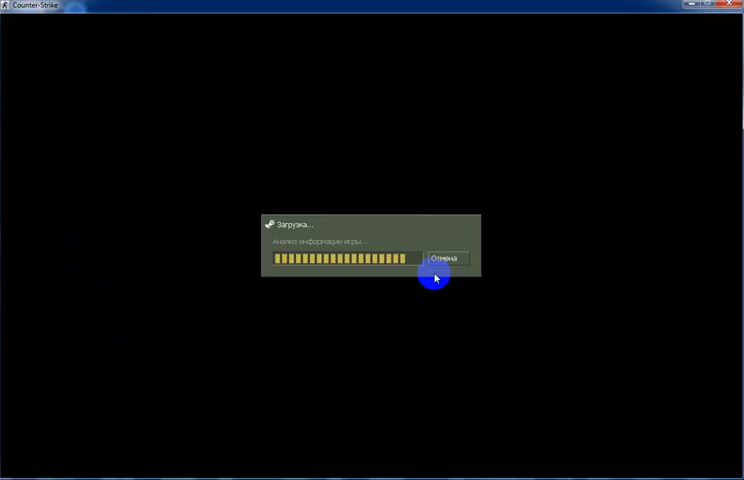 Counter-Strike
Загрузка...
Анализ информации игры...
Отмена